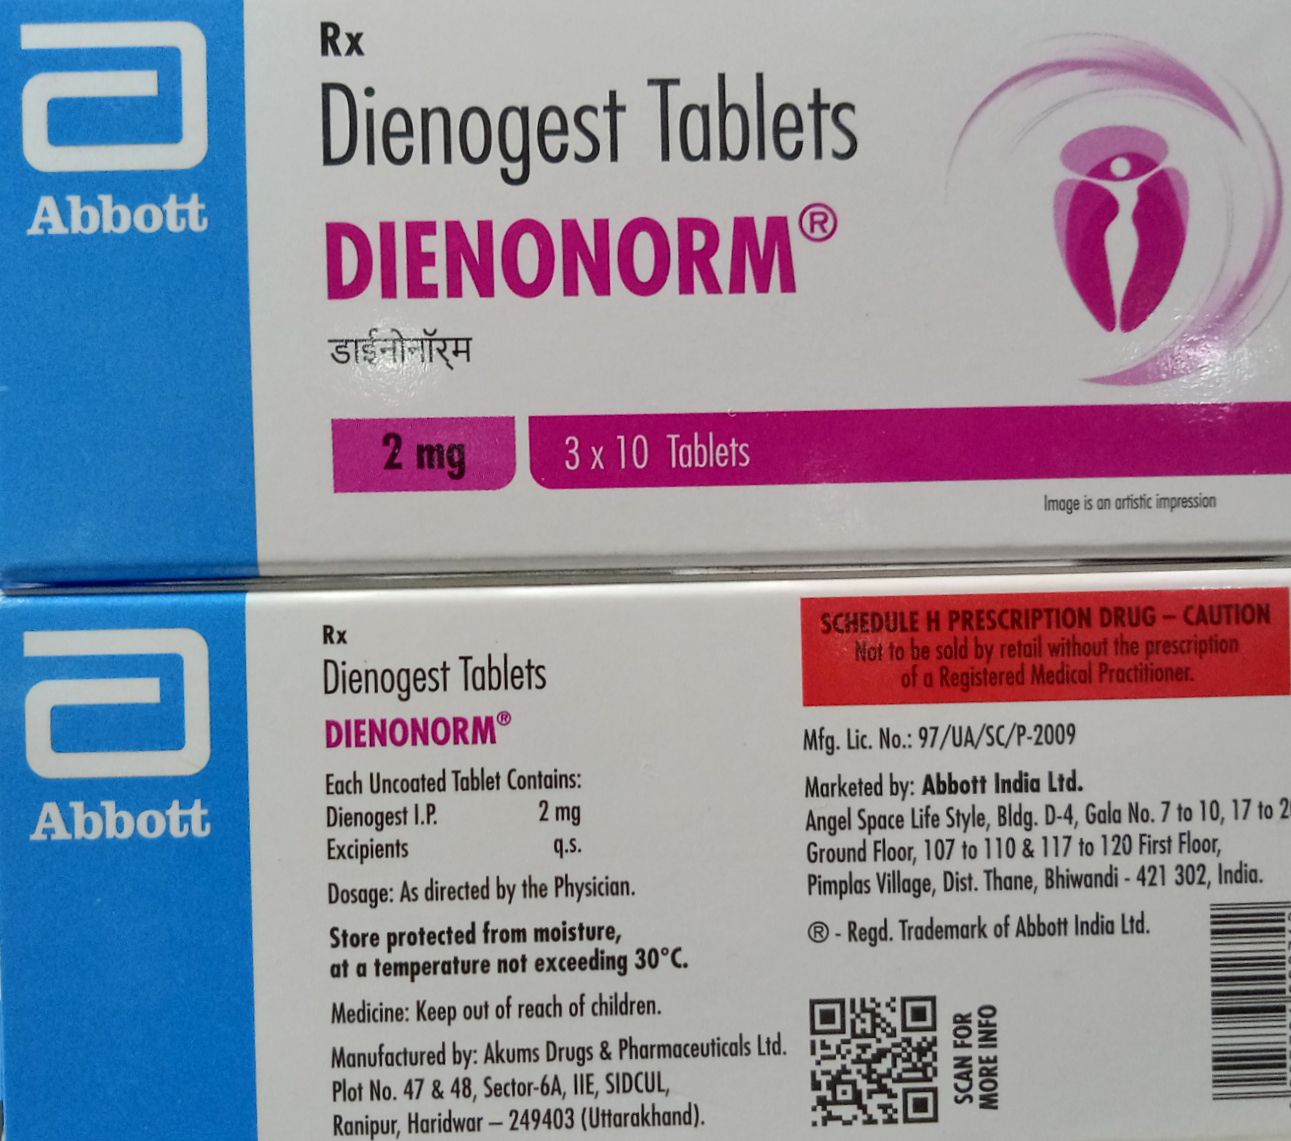 Abbott
Rx
Dienogest Tablets
DIENONORM®
डाईनोनॉर्म
2 mg
3 x 10 Tablets
Image is an artistic impression
Abbott
Rx
Dienogest Tablets
DIENONORM®
Each Uncoated Tablet Contains:
Dienogest I.P. 2 mg
Excipients q.s.
Dosage: As directed by the Physician.
Store protected from moisture,
at a temperature not exceeding 30°C.
Medicine: Keep out of reach of children.
Manufactured by: Akums Drugs & Pharmaceuticals Ltd.
Plot No. 47 & 48, Sector-6A, IIE, SIDCUL,
Ranipur, Haridwar – 249403 (Uttarakhand).
SCHEDULE H PRESCRIPTION DRUG – CAUTION
Not to be sold by retail without the prescription
of a Registered Medical Practitioner.
Mfg. Lic. No.: 97/UA/SC/P-2009
Marketed by: Abbott India Ltd.
Angel Space Life Style, Bldg. D-4, Gala No. 7 to 10, 17 to
Ground Floor, 107 to 110 & 117 to 120 First Floor,
Pimplas Village, Dist. Thane, Bhiwandi - 421 302, India.
® - Regd. Trademark of Abbott India Ltd.
SCAN FOR
MORE INFO